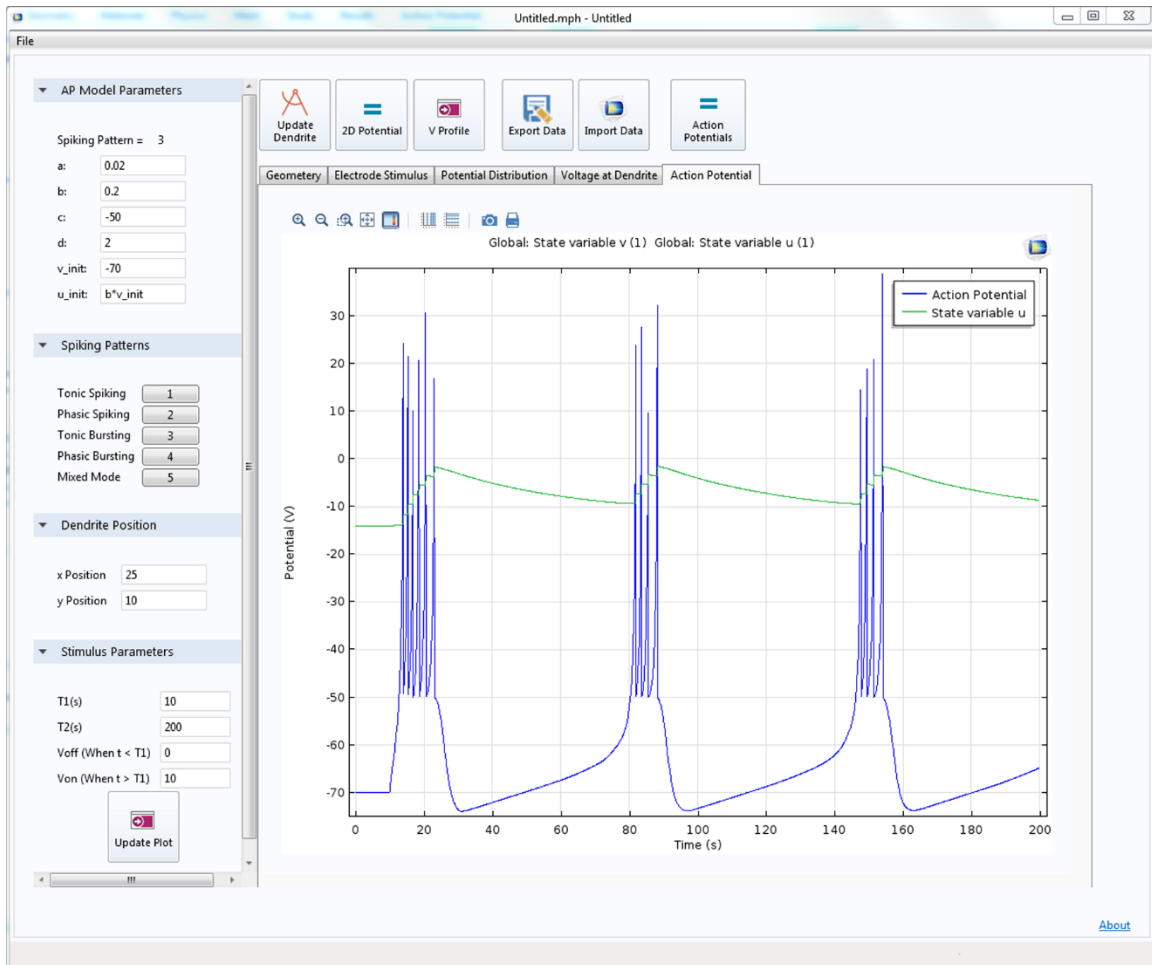 Untitled.mph - Untitled
File
AP Model Parameters
Spiking Pattern = 3
a: 0.02
b: 0.2
c: -50
d: 2
v_init: -70
u_init: b*v_init
Spiking Patterns
Tonic Spiking 1
Phasic Spiking 2
Tonic Bursting 3
Phasic Bursting 4
Mixed Mode 5
Dendrite Position
x Position 25
y Position 10
Stimulus Parameters
T1(s) 10
T2(s) 200
Voff (When t < T1) 0
Von (When t > T1) 10
Update Plot
Update
Dendrite
2D Potential
V Profile
Export Data
Import Data
Action
Potentials
Geometery Electrode Stimulus Potential Distribution Voltage at Dendrite Action Potential
Global: State variable v (1) Global: State variable u (1)
Action Potential
State variable u
Potential (V)
30
20
10
0
-10
-20
-30
-40
-50
-60
-70
0 20 40 60 80 100 120 140 160 180 200
Time (s)
About